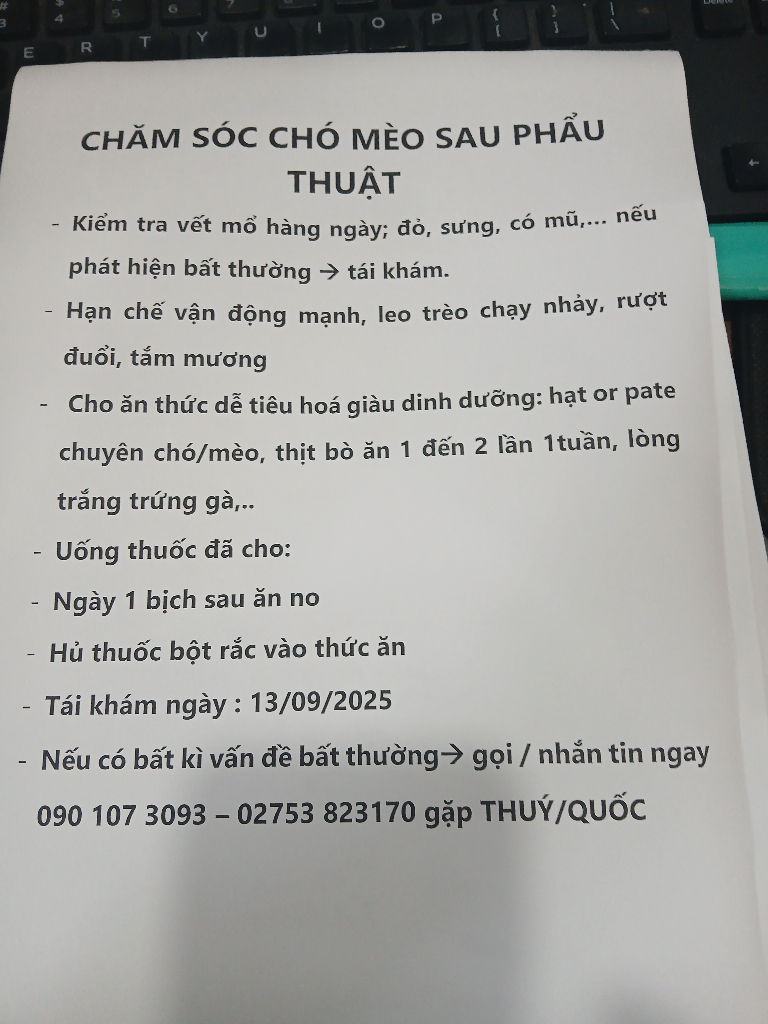 CHĂM SÓC CHÓ MÈO SAU PHẨU
THUẬT
- Kiểm tra vết mổ hàng ngày; đỏ, sưng, có mũ,... nếu
phát hiện bất thường → tái khám.
- Hạn chế vận động mạnh, leo trèo chạy nhảy, rượt
đuổi, tắm mương
- Cho ăn thức dễ tiêu hoá giàu dinh dưỡng: hạt or pate
chuyên chó/mèo, thịt bò ăn 1 đến 2 lần 1tuần, lòng
trắng trứng gà,..
- Uống thuốc đã cho:
- Ngày 1 bịch sau ăn no
- Hủ thuốc bột rắc vào thức ăn
- Tái khám ngày : 13/09/2025
- Nếu có bất kì vấn đề bất thường→ gọi / nhắn tin ngay
090 107 3093 – 02753 823170 gặp THUÝ/QUỐC